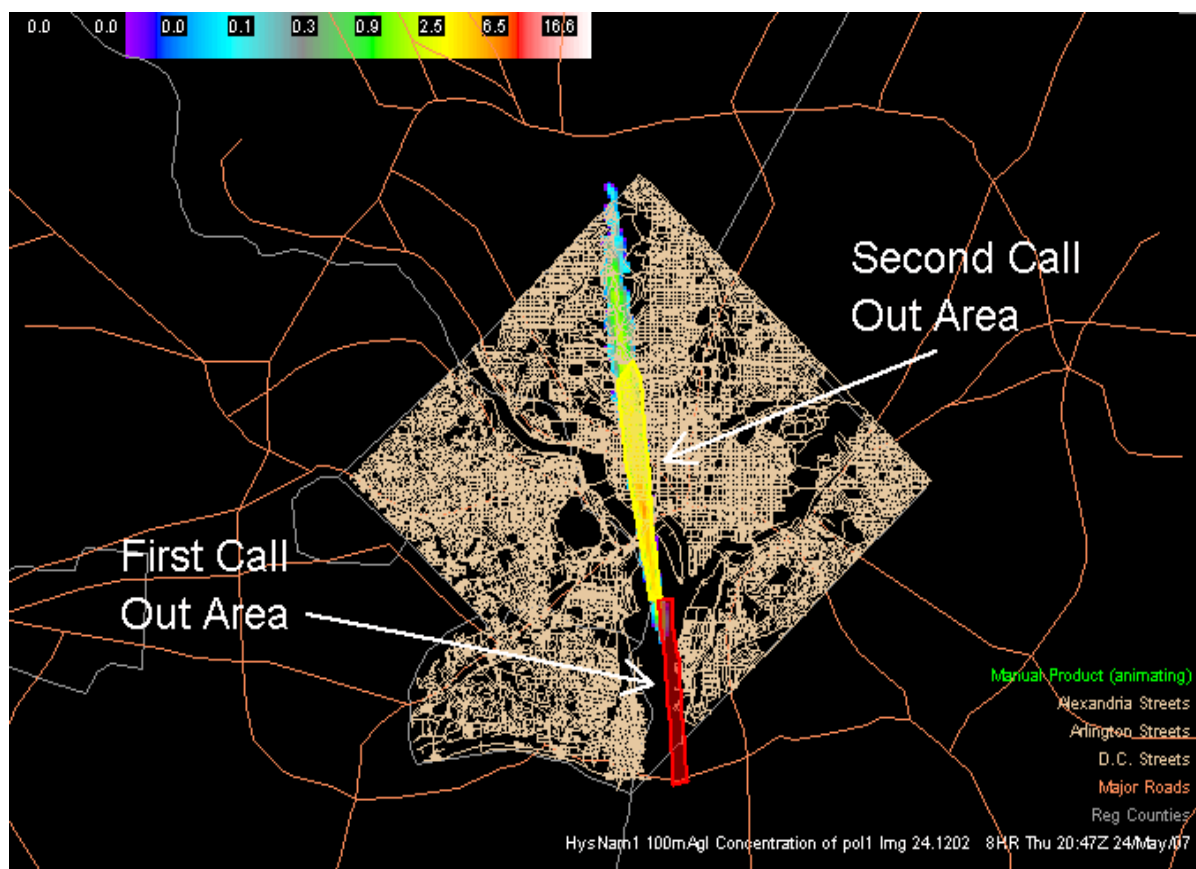 0.0 0.0 0.0 0.1 0.3 0.9 2.5 6.5 16.6
Second Call
Out Area
First Call
Out Area
Manual Product (animating)
Alexandria Streets
Arlington Streets
D.C. Streets
Major Roads
Reg Counties
HysNam1 100mAgl Concentration of pol1 Img 24.1202 8HR Thu 20:47Z 24/May/07